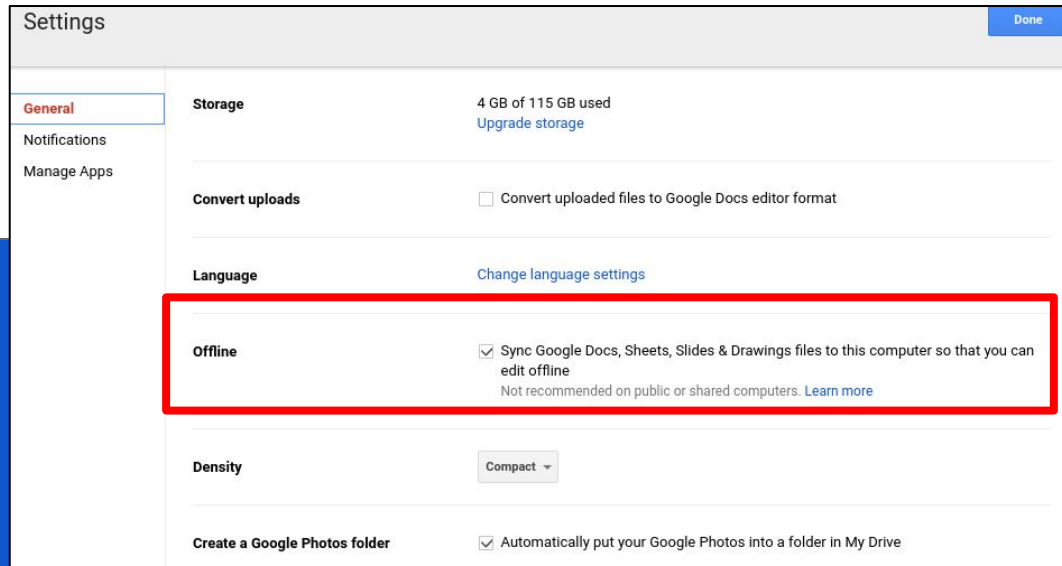 Settings
Done
General
Notifications
Manage Apps
Storage
4 GB of 115 GB used
Upgrade storage
Convert uploads
Convert uploaded files to Google Docs editor format
Language
Change language settings
Offline
Sync Google Docs, Sheets, Slides & Drawings files to this computer so that you can
edit offline
Not recommended on public or shared computers. Learn more
Density
Compact
Create a Google Photos folder
Automatically put your Google Photos into a folder in My Drive